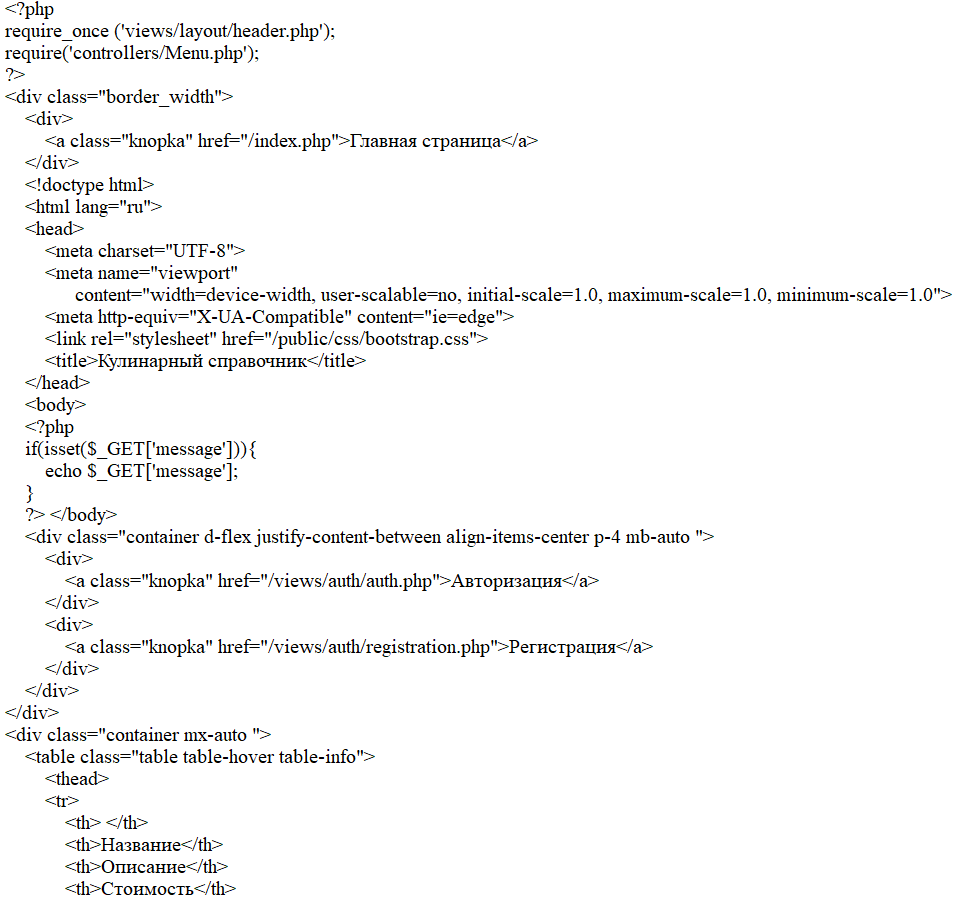 <?php
require_once ('views/layout/header.php');
require('controllers/Menu.php');
?>
<div class="border_width">
<div>
<a class="knopka" href="/index.php">Главная страница</a>
</div>
<!doctype html>
<html lang="ru">
<head>
<meta charset="UTF-8">
<meta name="viewport"
content="width=device-width, user-scalable=no, initial-scale=1.0, maximum-scale=1.0, minimum-scale=1.0">
<meta http-equiv="X-UA-Compatible" content="ie=edge">
<link rel="stylesheet" href="/public/css/bootstrap.css">
<title>Кулинарный справочник</title>
</head>
<body>
<?php
if(isset($_GET['message'])){
echo $_GET['message'];
}
?> </body>
<div class="container d-flex justify-content-between align-items-center p-4 mb-auto ">
<div>
<a class="knopka" href="/views/auth/auth.php">Авторизация</a>
</div>
<div>
<a class="knopka" href="/views/auth/registration.php">Регистрация</a>
</div>
</div>
</div>
<div class="container mx-auto ">
<table class="table table-hover table-info">
<thead>
<tr>
<th> </th>
<th>Название</th>
<th>Описание</th>
<th>Стоимость</th>